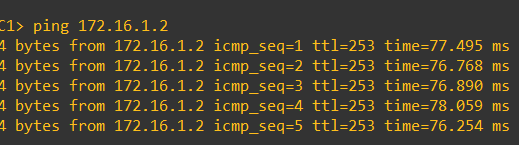 C1> ping 172.16.1.2
4 bytes from 172.16.1.2 icmp_seq=1 ttl=253 time=77.495 ms
4 bytes from 172.16.1.2 icmp_seq=2 ttl=253 time=76.768 ms
4 bytes from 172.16.1.2 icmp_seq=3 ttl=253 time=76.890 ms
4 bytes from 172.16.1.2 icmp_seq=4 ttl=253 time=78.059 ms
4 bytes from 172.16.1.2 icmp_seq=5 ttl=253 time=76.254 ms